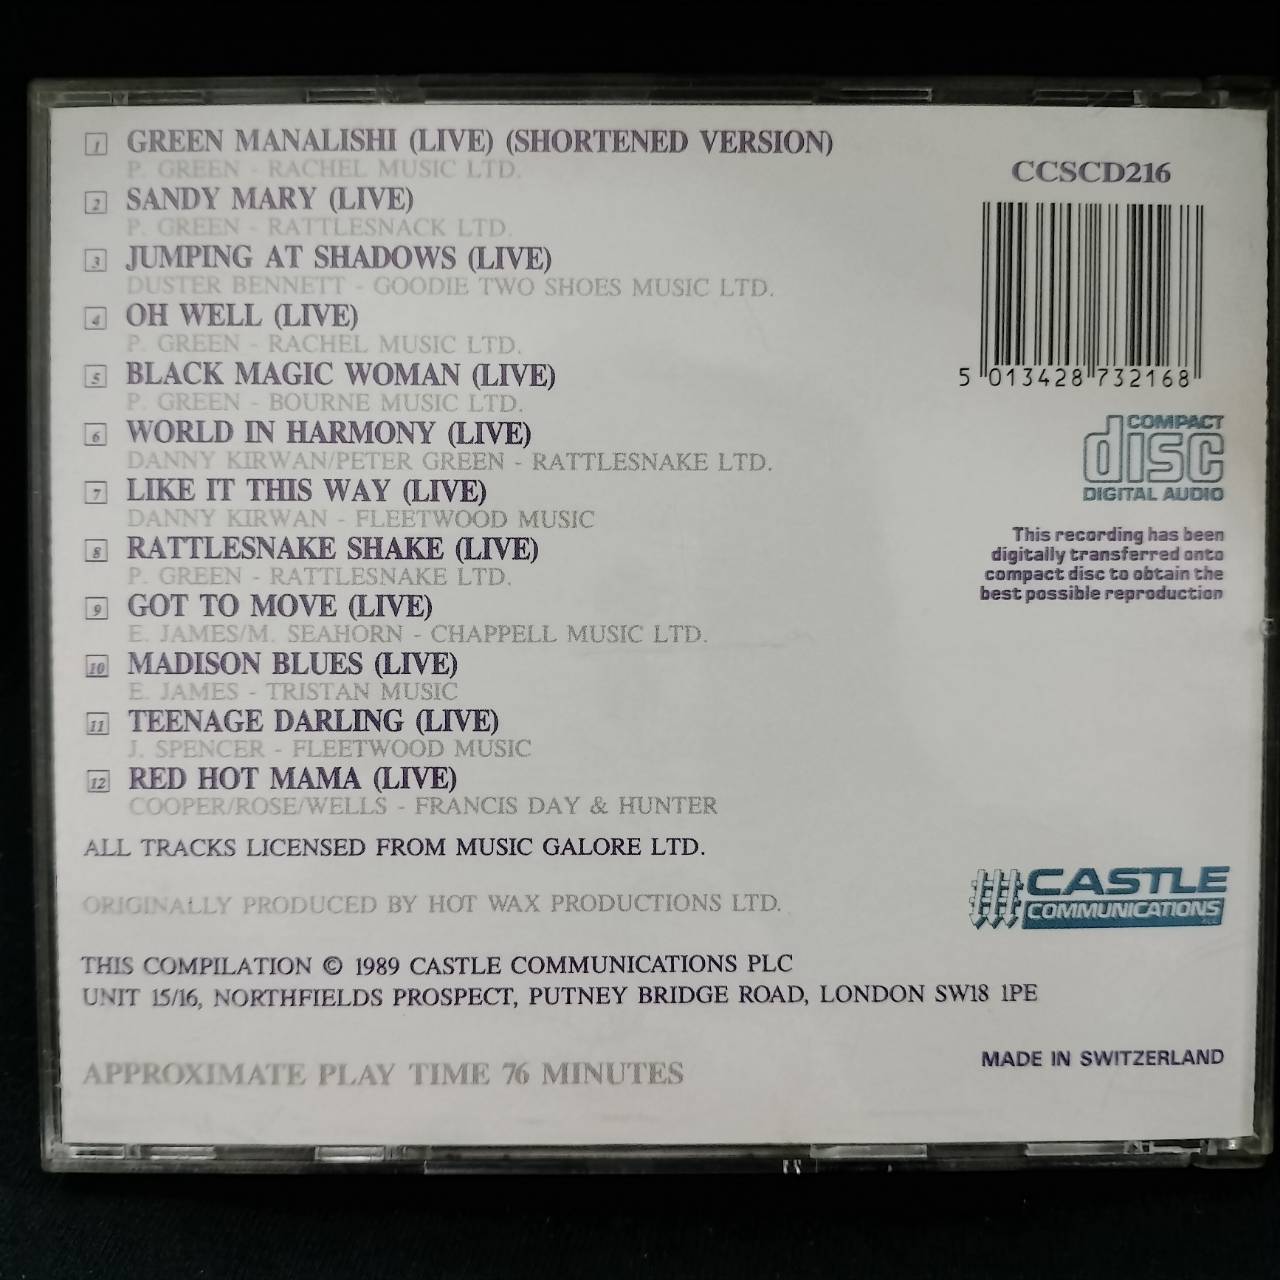 1 GREEN MANALISHI (LIVE) (SHORTENED VERSION)
P. GREEN - RACHEL MUSIC LTD.
2 SANDY MARY (LIVE)
P. GREEN - RATTLESNACK LTD.
3 JUMPING AT SHADOWS (LIVE)
DUSTER BENNETT - GOODIE TWO SHOES MUSIC LTD.
4 OH WELL (LIVE)
P. GREEN - RACHEL MUSIC LTD.
5 BLACK MAGIC WOMAN (LIVE)
P. GREEN - BOURNE MUSIC LTD.
6 WORLD IN HARMONY (LIVE)
DANNY KIRWAN/PETER GREEN - RATTLESNAKE LTD.
7 LIKE IT THIS WAY (LIVE)
DANNY KIRWAN - FLEETWOOD MUSIC
8 RATTLESNAKE SHAKE (LIVE)
P. GREEN - RATTLESNAKE LTD.
9 GOT TO MOVE (LIVE)
E. JAMES/M. SEAHORN - CHAPPELL MUSIC LTD.
10 MADISON BLUES (LIVE)
E. JAMES - TRISTAN MUSIC
11 TEENAGE DARLING (LIVE)
J. SPENCER - FLEETWOOD MUSIC
12 RED HOT MAMA (LIVE)
COOPER/ROSE/WELLS - FRANCIS DAY & HUNTER
ALL TRACKS LICENSED FROM MUSIC GALORE LTD.
ORIGINALLY PRODUCED BY HOT WAX PRODUCTIONS LTD.
THIS COMPILATION © 1989 CASTLE COMMUNICATIONS PLC
UNIT 15/16, NORTHFIELDS PROSPECT, PUTNEY BRIDGE ROAD, LONDON SW18 1PE
APPROXIMATE PLAY TIME 76 MINUTES
CCSCD216
5 013428 732168
COMPACT
disc
DIGITAL AUDIO
This recording has been
digitally transferred onto
compact disc to obtain the
best possible reproduction
CASTLE
COMMUNICATIONS
MADE IN SWITZERLAND